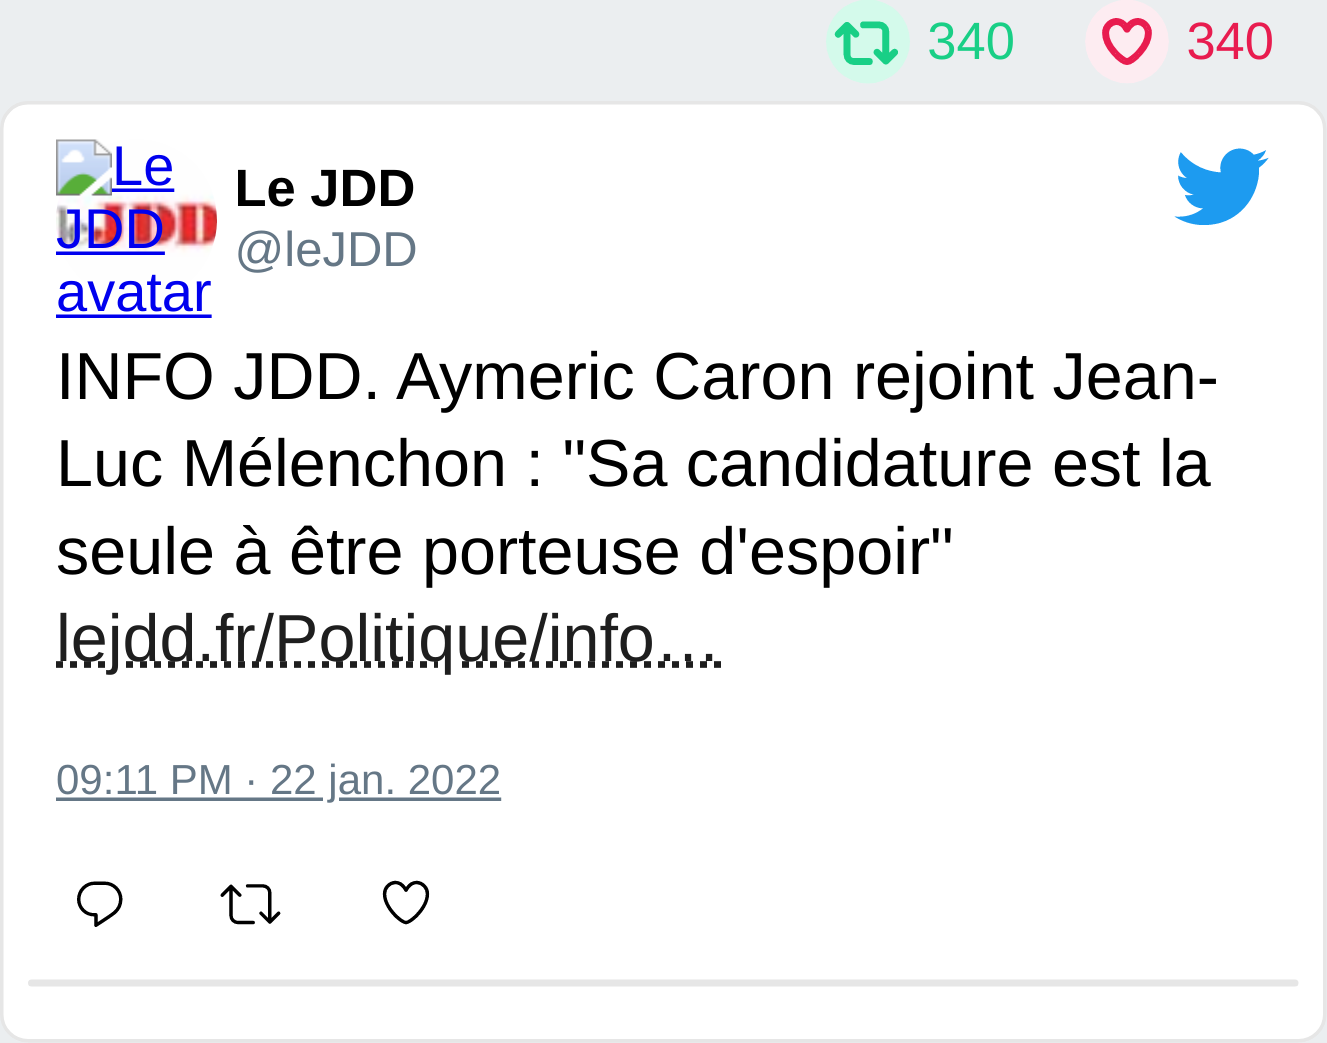 340 340
Le JDD avatar
JDD
Le JDD
@leJDD
INFO JDD. Aymeric Caron rejoint Jean-
Luc Mélenchon : "Sa candidature est la
seule à être porteuse d'espoir"
lejdd.fr/Politique/info…
09:11 PM · 22 jan. 2022